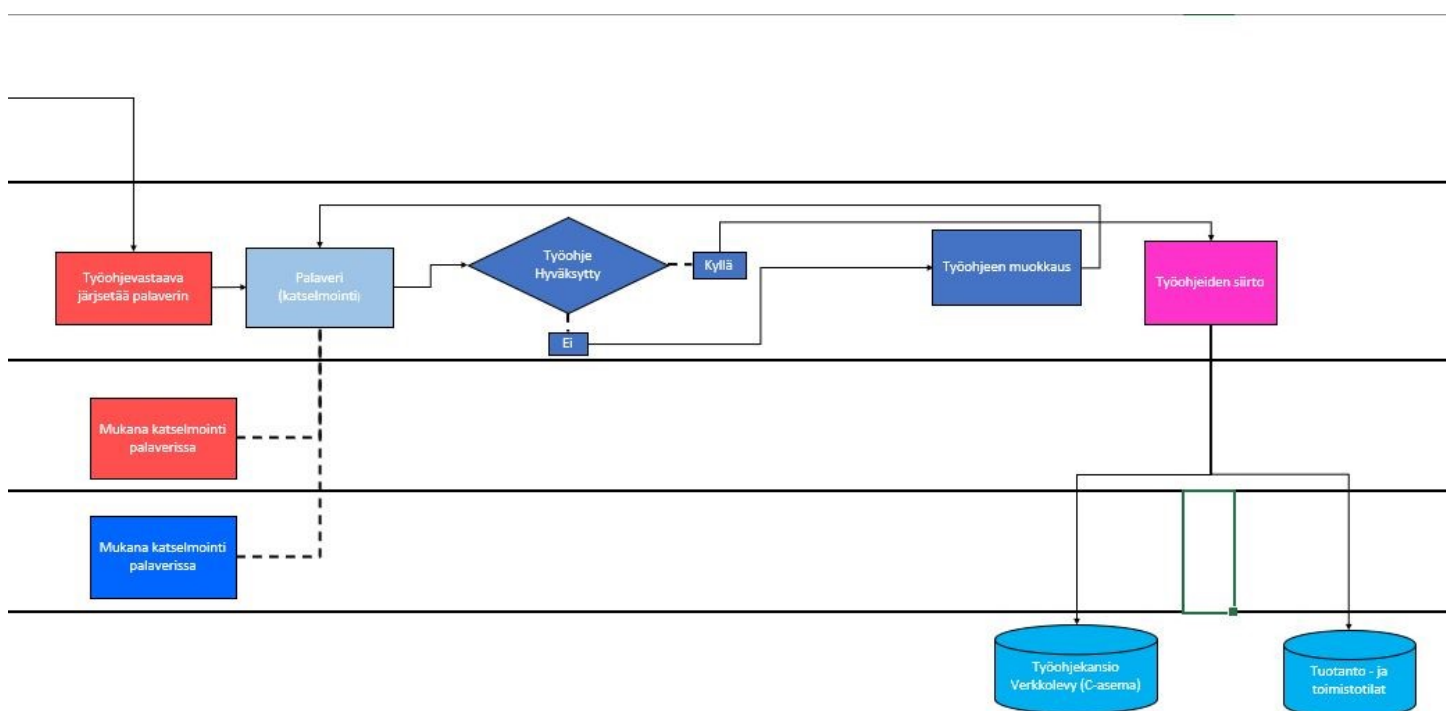 Työohjevastaava
järjsetää palaverin
Palaveri
(katselmointi)
Työohje
Hyväksytty
Kyllä
Ei
Työohjeen muokkaus
Työohjeiden siirto
Mukana katselmointi
palaverissa
Mukana katselmointi
palaverissa
Työohjekansio
Verkkolevy (C-asema)
Tuotanto - ja
toimistotilat